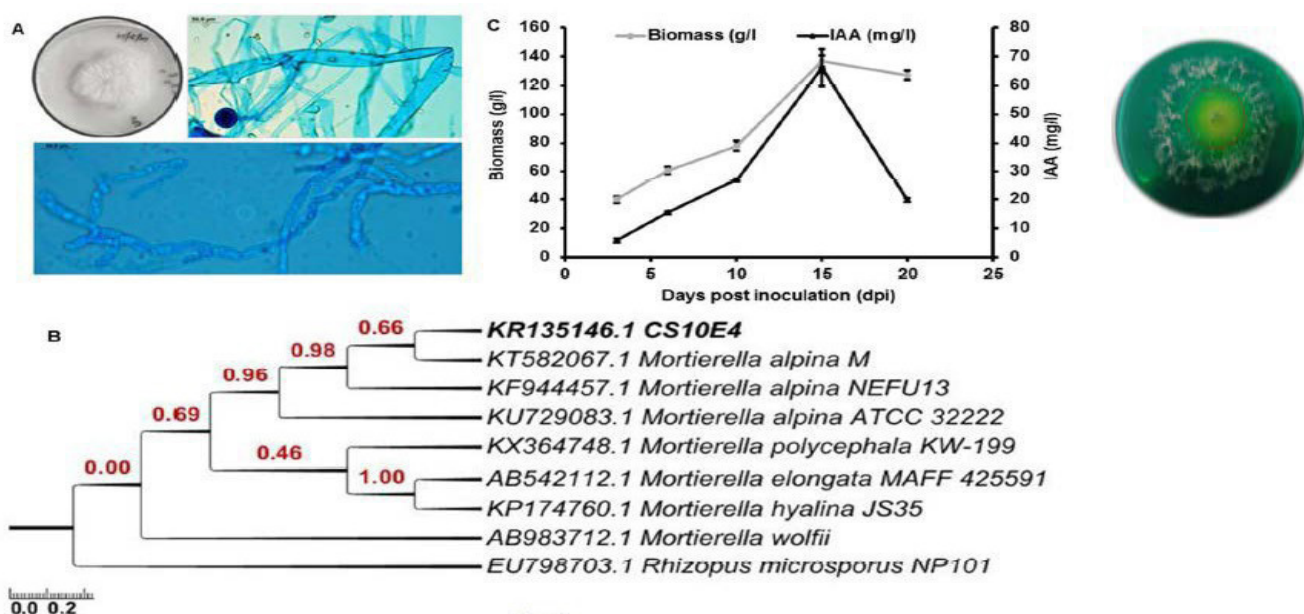 A
C
Biomass (g/l
IAA (mg/l)
160
140
120
100
80
60
40
20
0
Biomass (g/l)
80
70
60
50
40
30
20
10
0
IAA (mg/l)
0 5 10 15 20 25
Days post inoculation (dpi)
B
0.66
0.98
0.96
0.69
0.46
0.00
1.00
KR135146.1 CS10E4
KT582067.1 Mortierella alpina M
KF944457.1 Mortierella alpina NEFU13
KU729083.1 Mortierella alpina ATCC 32222
KX364748.1 Mortierella polycephala KW-199
AB542112.1 Mortierella elongata MAFF 425591
KP174760.1 Mortierella hyalina JS35
AB983712.1 Mortierella wolfii
EU798703.1 Rhizopus microsporus NP101
0.0 0.2